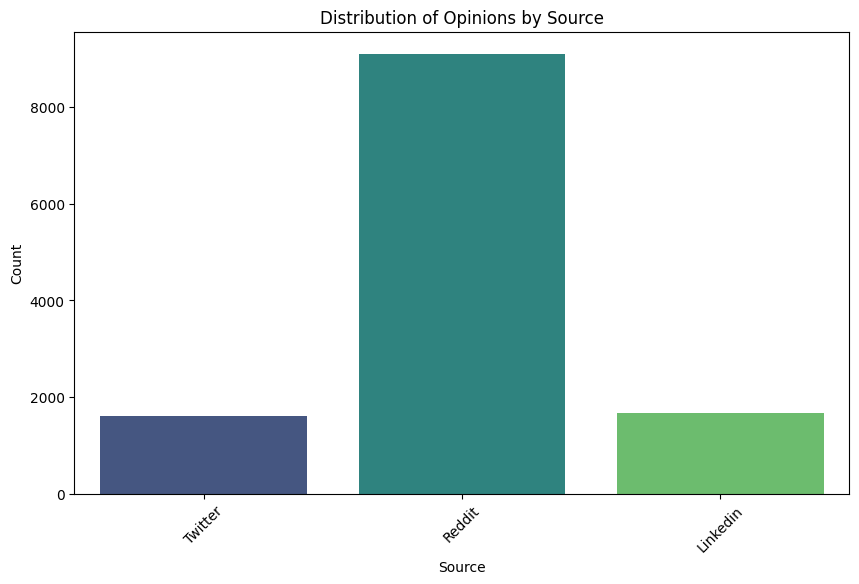 Distribution of Opinions by Source
8000
6000
4000
2000
0
Count
Twitter
Reddit
Linkedin
Source